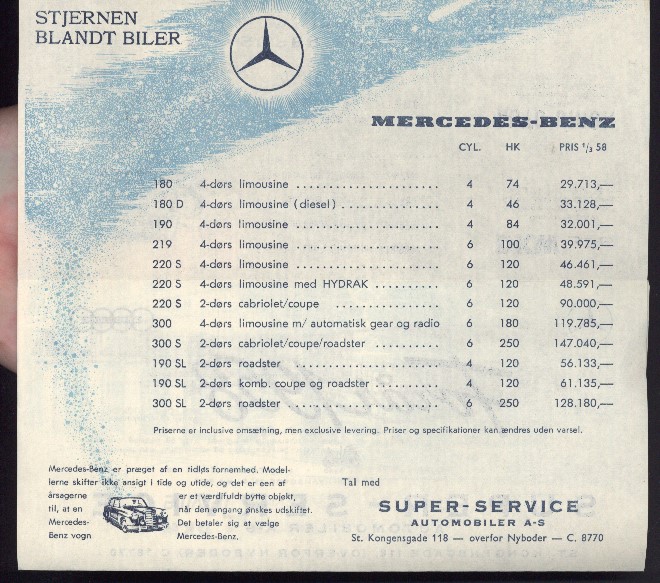 STJERNEN
BLANDT BILER
MERCEDES-BENZ
CYL. HK PRIS 1/3 58
180 4-dørs limousine ........................ 4 74 29.713,—
180 D 4-dørs limousine (diesel) ................ 4 46 33.128,—
190 4-dørs limousine ........................ 4 84 32.001,—
219 4-dørs limousine ........................ 6 100 39.975,—
220 S 4-dørs limousine ........................ 6 120 46.461,—
220 S 4-dørs limousine med HYDRAK ........... 6 120 48.591,—
220 S 2-dørs cabriolet/coupe ................. 6 120 90.000,—
300 4-dørs limousine m/ automatisk gear og radio 6 180 119.785,—
300 S 2-dørs cabriolet/coupe/roadster ........... 6 250 147.040,—
190 SL 2-dørs roadster ......................... 4 120 56.133,—
190 SL 2-dørs komb. coupe og roadster .......... 4 120 61.135,—
300 SL 2-dørs roadster ......................... 6 250 128.180,—
Priserne er inclusive omsætning, men exclusive levering. Priser og specifikationer kan ændres uden varsel.
Mercedes-Benz er præget af en tidløs fornemhed. Model-
lerne skifter ikke ansigt i tide og utide, og det er een af
årsagerne er et værdifuldt bytte objekt,
til, at en når den engang ønskes udskiftet.
Mercedes- Det betaler sig at vælge
Benz vogn Mercedes-Benz.
Tal med
SUPER-SERVICE
AUTOMOBILER A-S
St. Kongensgade 118 — overfor Nyboder — C. 8770